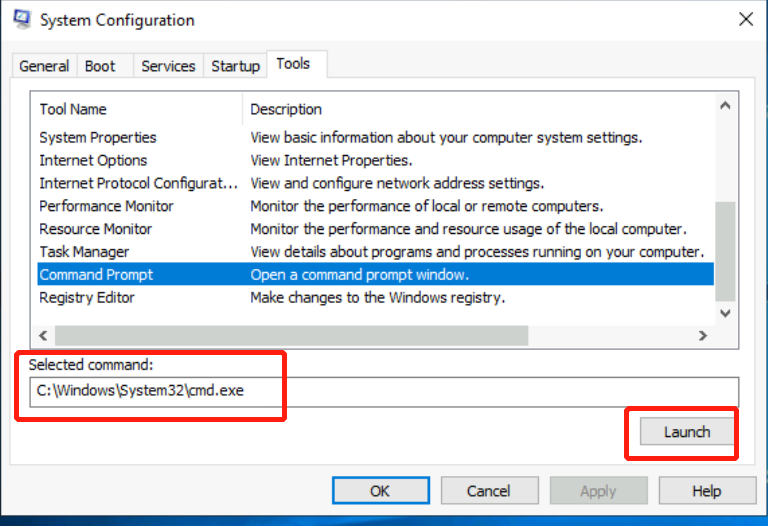 System Configuration
General Boot Services Startup Tools
Tool Name Description
System Properties View basic information about your computer system settings.
Internet Options View Internet Properties.
Internet Protocol Configurat... View and configure network address settings.
Performance Monitor Monitor the performance of local or remote computers.
Resource Monitor Monitor the performance and resource usage of the local computer.
Task Manager View details about programs and processes running on your computer.
Command Prompt Open a command prompt window.
Registry Editor Make changes to the Windows registry.
Selected command:
C:\Windows\System32\cmd.exe
Launch
OK Cancel Apply Help